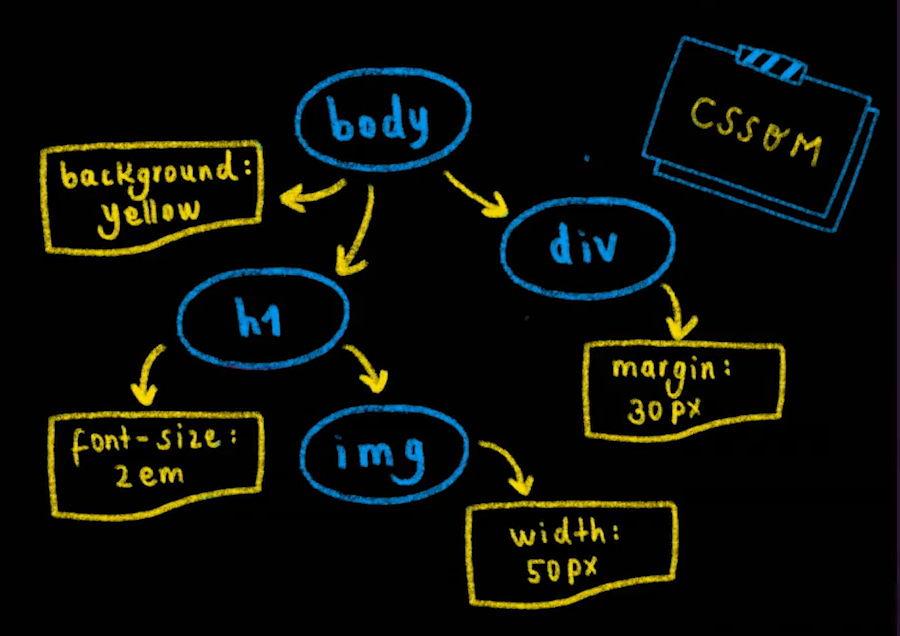 CSSOM
body
background:
yellow
div
h1
margin:
30px
font-size:
2em
img
width:
50px